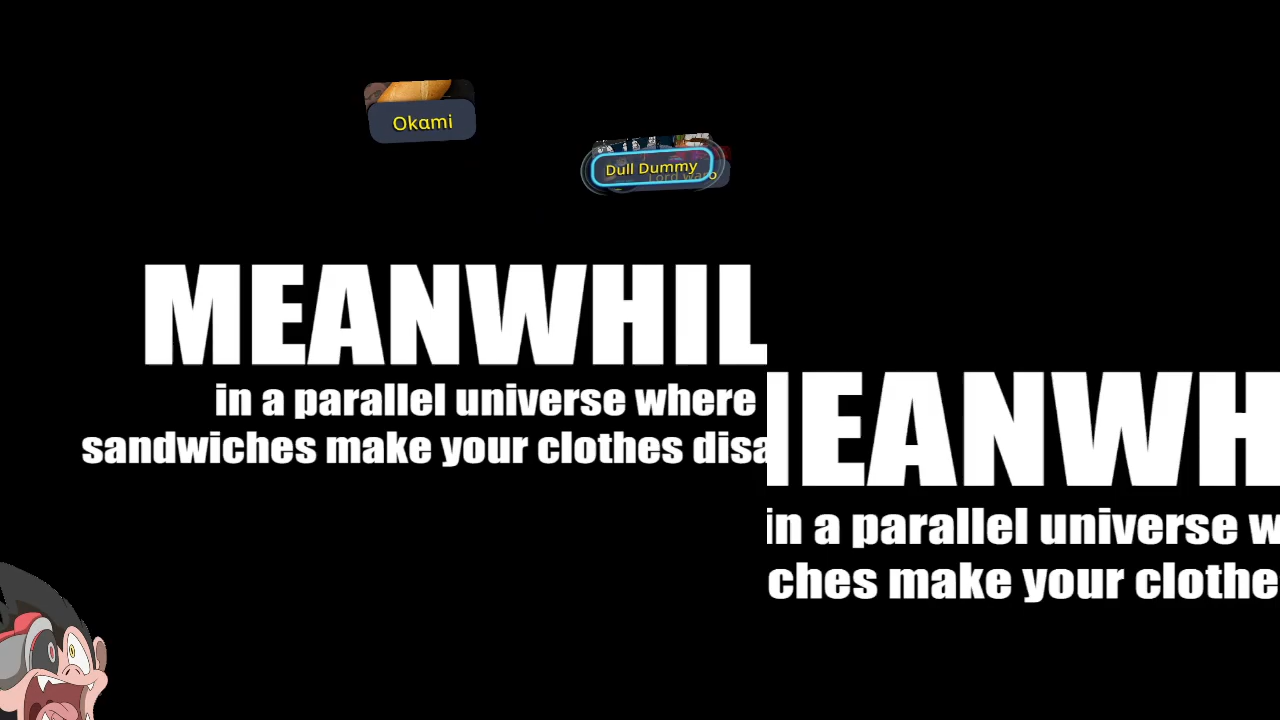 Okami
Dull Dummy
MEANWHIL
in a parallel universe where
sandwiches make your clothes disa
EANWH
in a parallel universe w
ches make your clothe